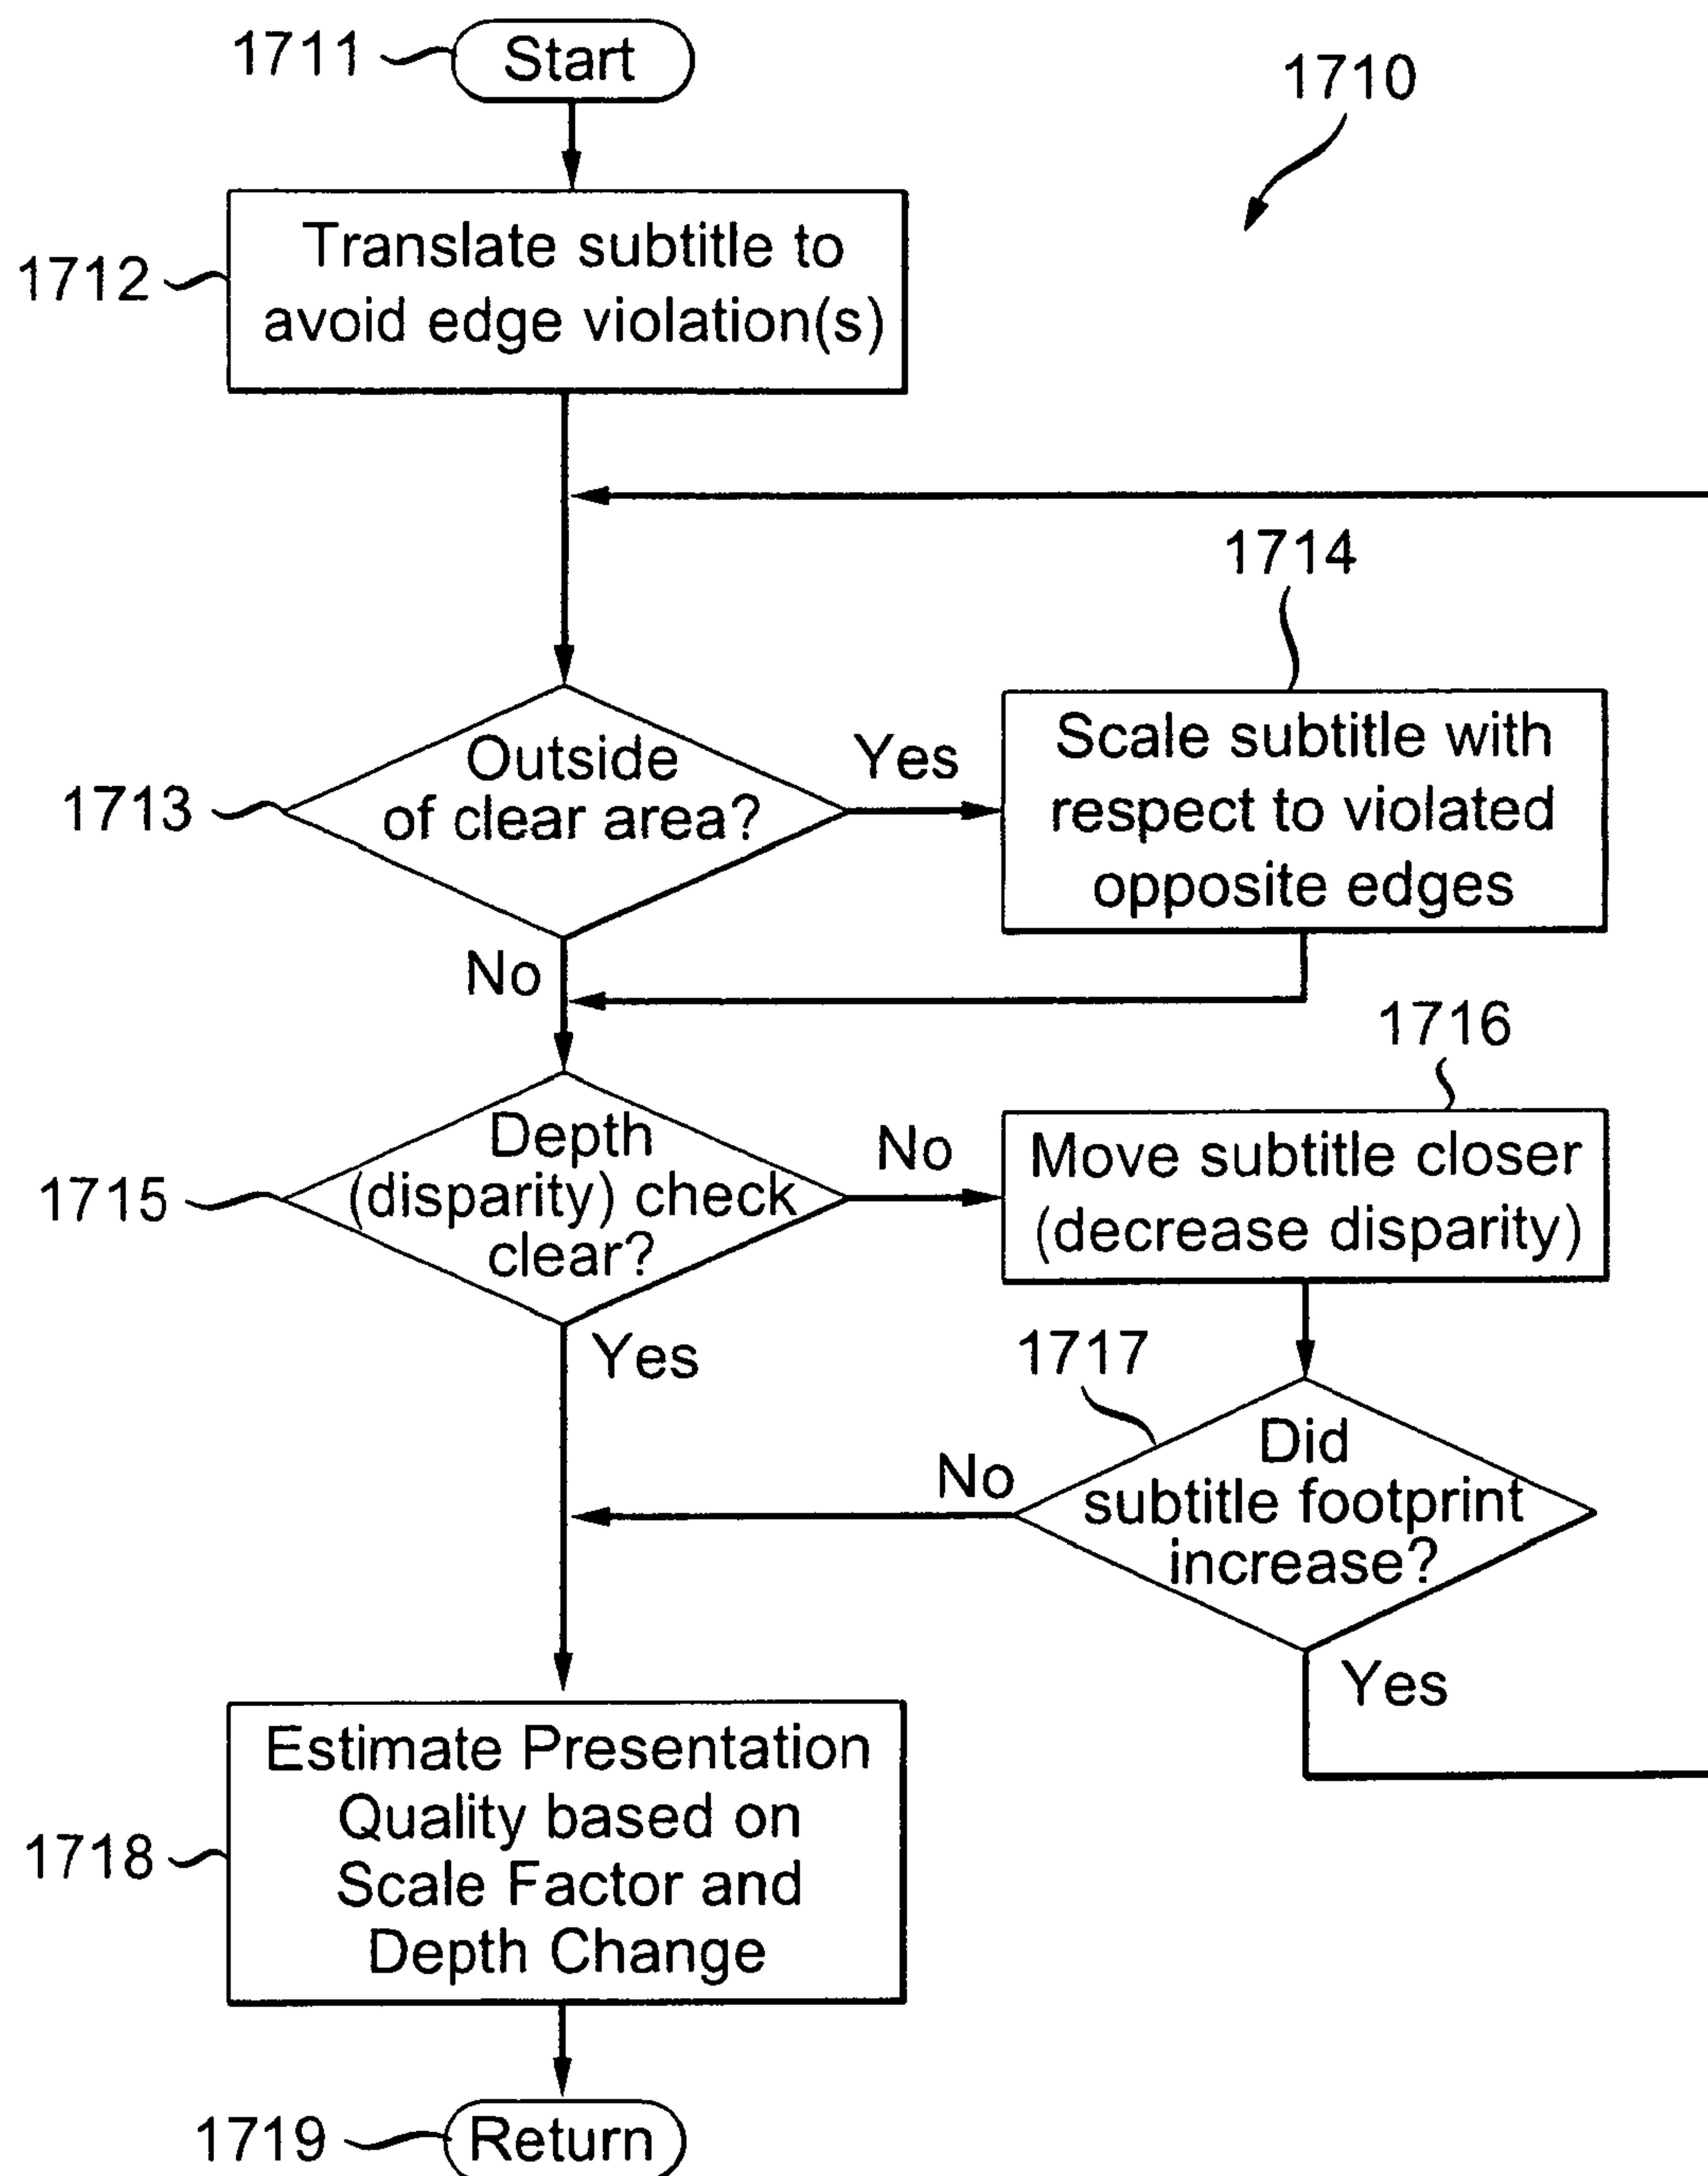 1711
Start
1710
1712
Translate subtitle to
avoid edge violation(s)
1714
1713
Outside
of clear area?
Yes
Scale subtitle with
respect to violated
opposite edges
No
1716
1715
Depth
(disparity) check
clear?
No
Move subtitle closer
(decrease disparity)
Yes
1717
Did
subtitle footprint
increase?
No
Yes
1718
Estimate Presentation
Quality based on
Scale Factor and
Depth Change
1719
Return